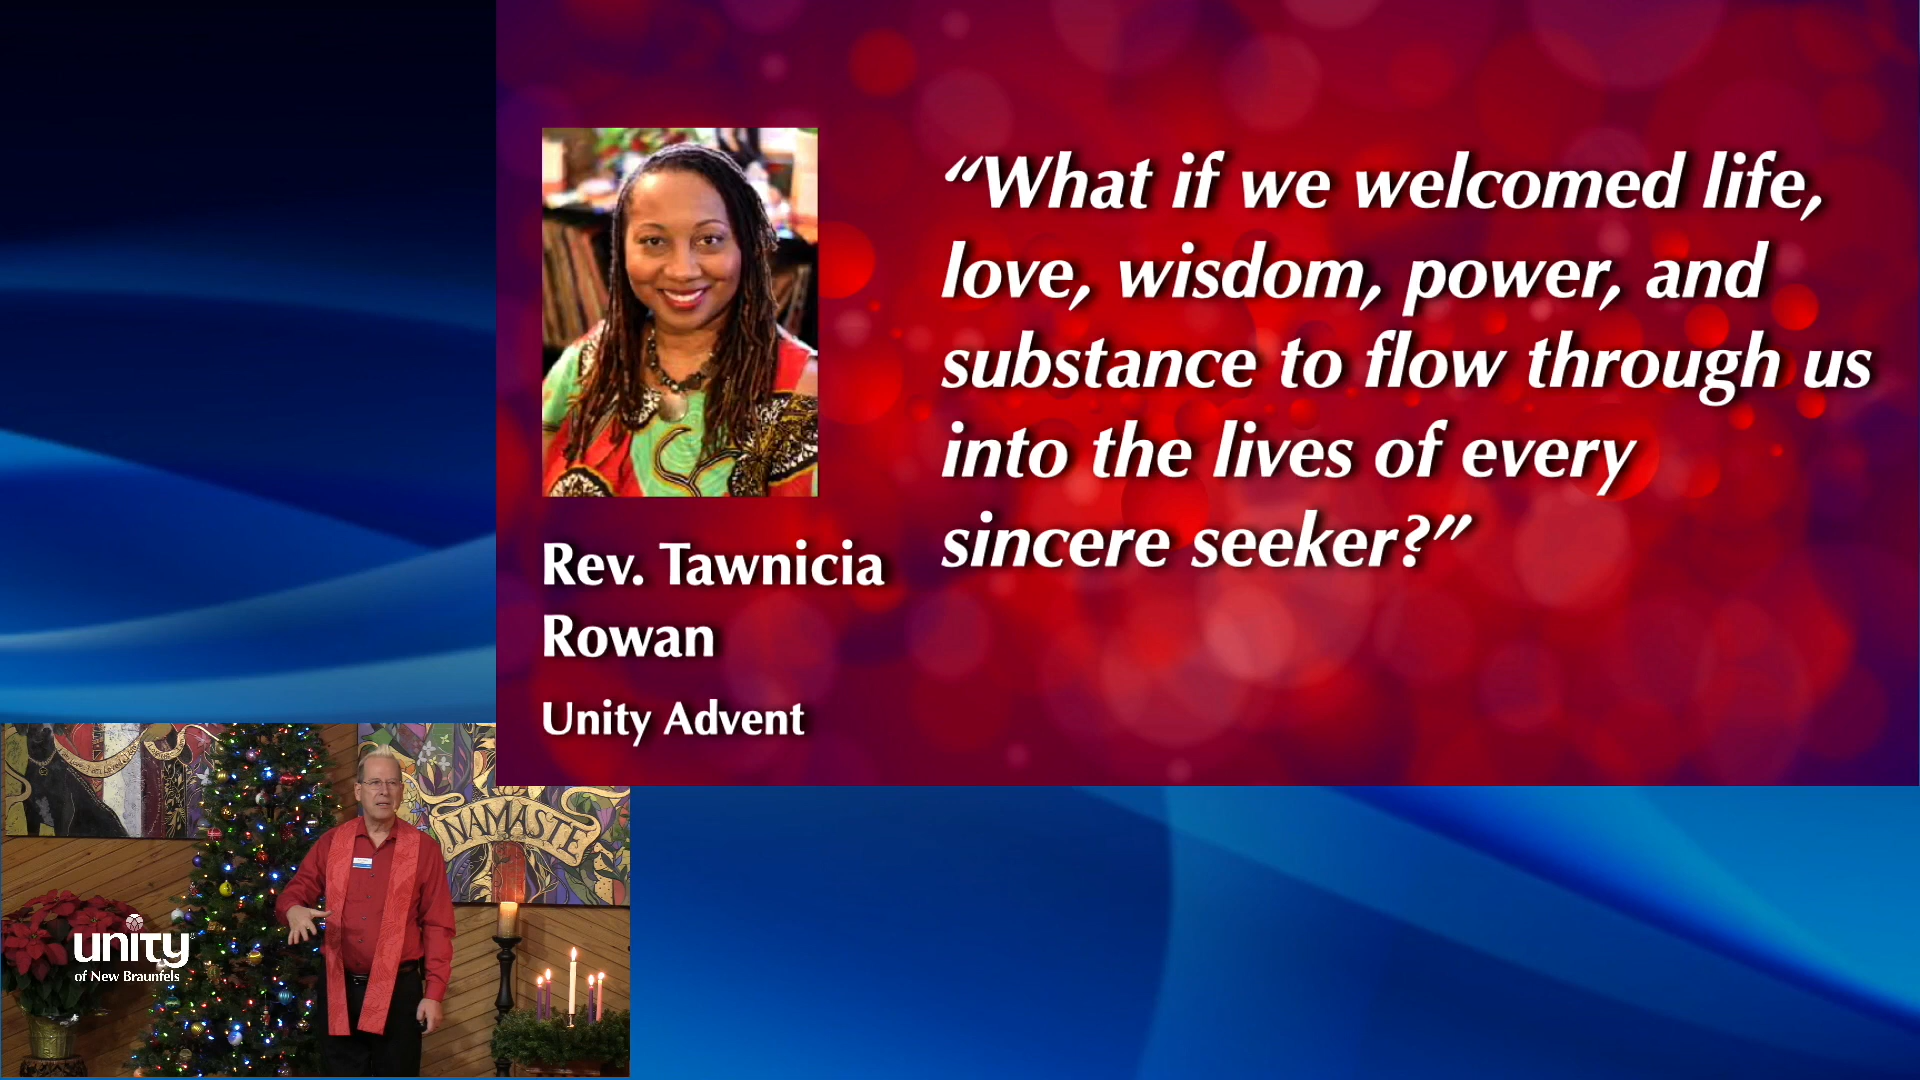 “What if we welcomed life,
love, wisdom, power, and
substance to flow through us
into the lives of every
sincere seeker?”
Rev. Tawnicia
Rowan
Unity Advent
NAMASTE
unity
of New Braunfels